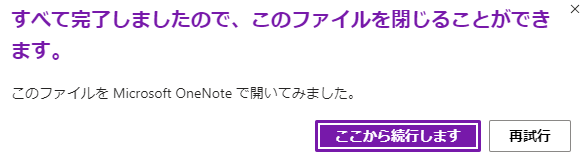 すべて完了しましたので、このファイルを閉じることができ
ます。
このファイルを Microsoft OneNote で開いてみました。
ここから続行します
再試行